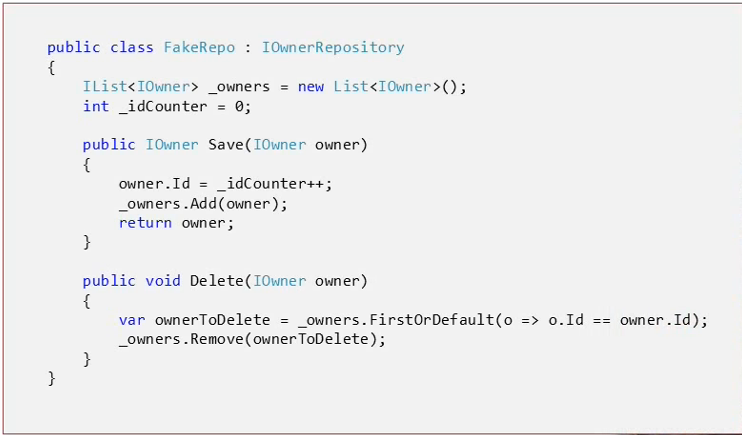 public class FakeRepo : IOwnerRepository
{
    IList<IOwner> _owners = new List<IOwner>();
    int _idCounter = 0;

    public IOwner Save(IOwner owner)
    {
        owner.Id = _idCounter++;
        _owners.Add(owner);
        return owner;
    }

    public void Delete(IOwner owner)
    {
        var ownerToDelete = _owners.FirstOrDefault(o => o.Id == owner.Id);
        _owners.Remove(ownerToDelete);
    }
}